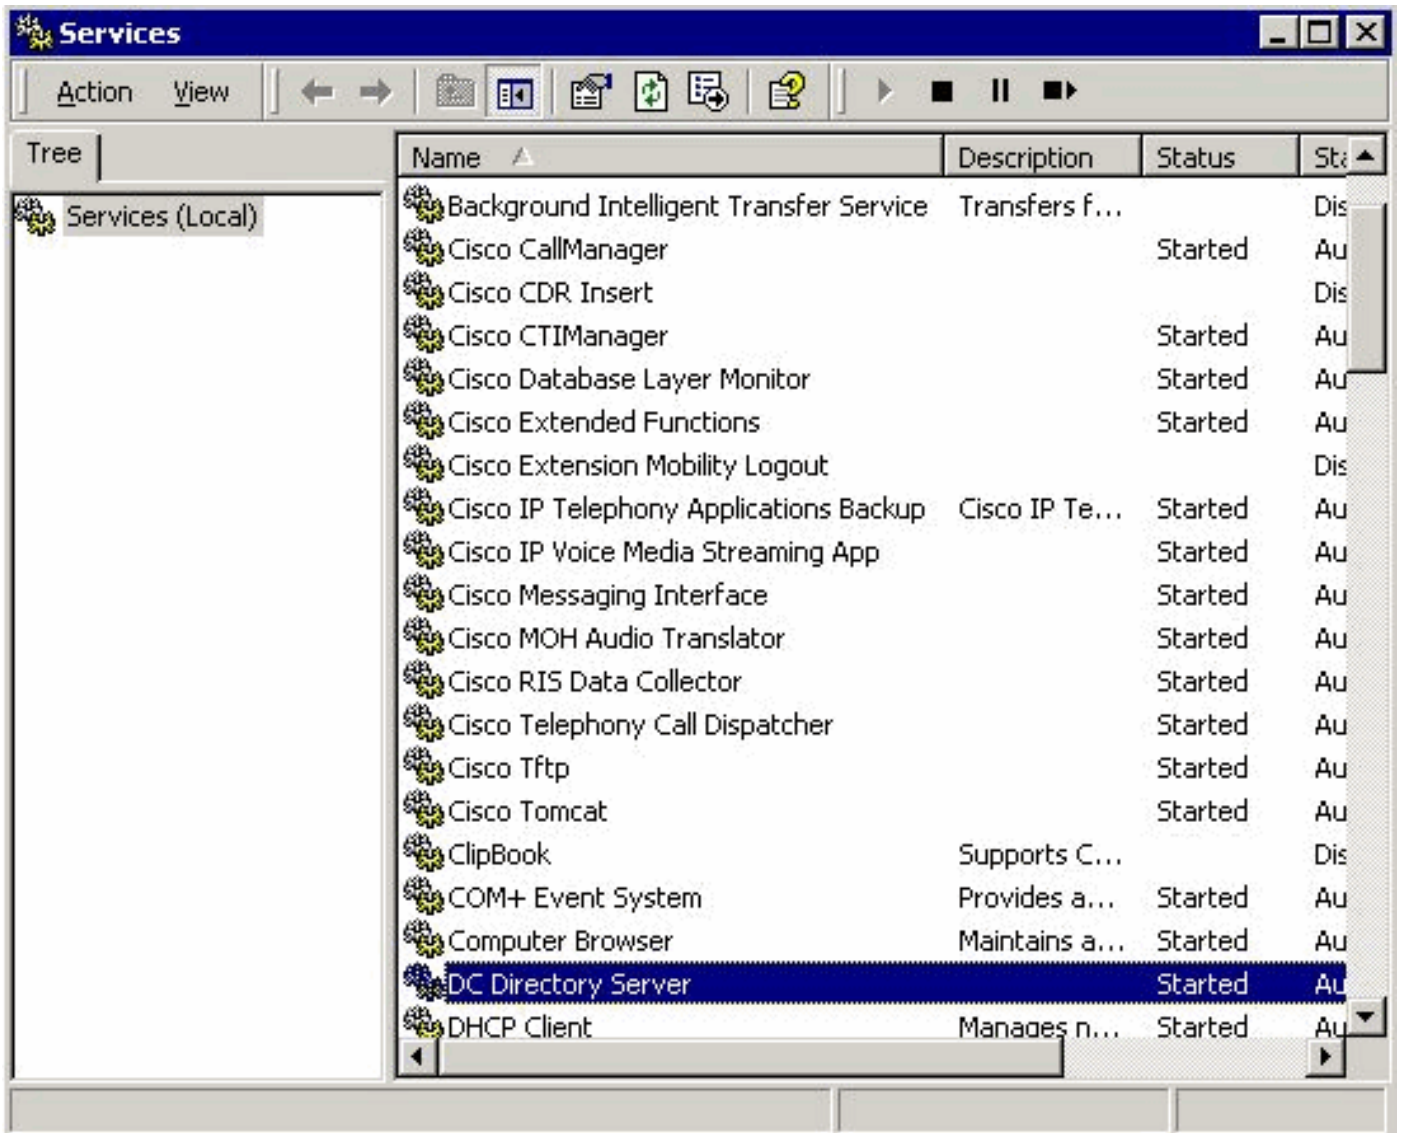 Services
Action View
Tree
Services (Local)
Name Description Status Sta
Background Intelligent Transfer Service Transfers f... Dis
Cisco CallManager Started Au
Cisco CDR Insert Dis
Cisco CTIManager Started Au
Cisco Database Layer Monitor Started Au
Cisco Extended Functions Started Au
Cisco Extension Mobility Logout Dis
Cisco IP Telephony Applications Backup Cisco IP Te... Started Au
Cisco IP Voice Media Streaming App Started Au
Cisco Messaging Interface Started Au
Cisco MOH Audio Translator Started Au
Cisco RIS Data Collector Started Au
Cisco Telephony Call Dispatcher Started Au
Cisco Tftp Started Au
Cisco Tomcat Started Au
ClipBook Supports C... Dis
COM+ Event System Provides a... Started Au
Computer Browser Maintains a... Started Au
DC Directory Server Started Au
DHCP Client Manages n... Started Au